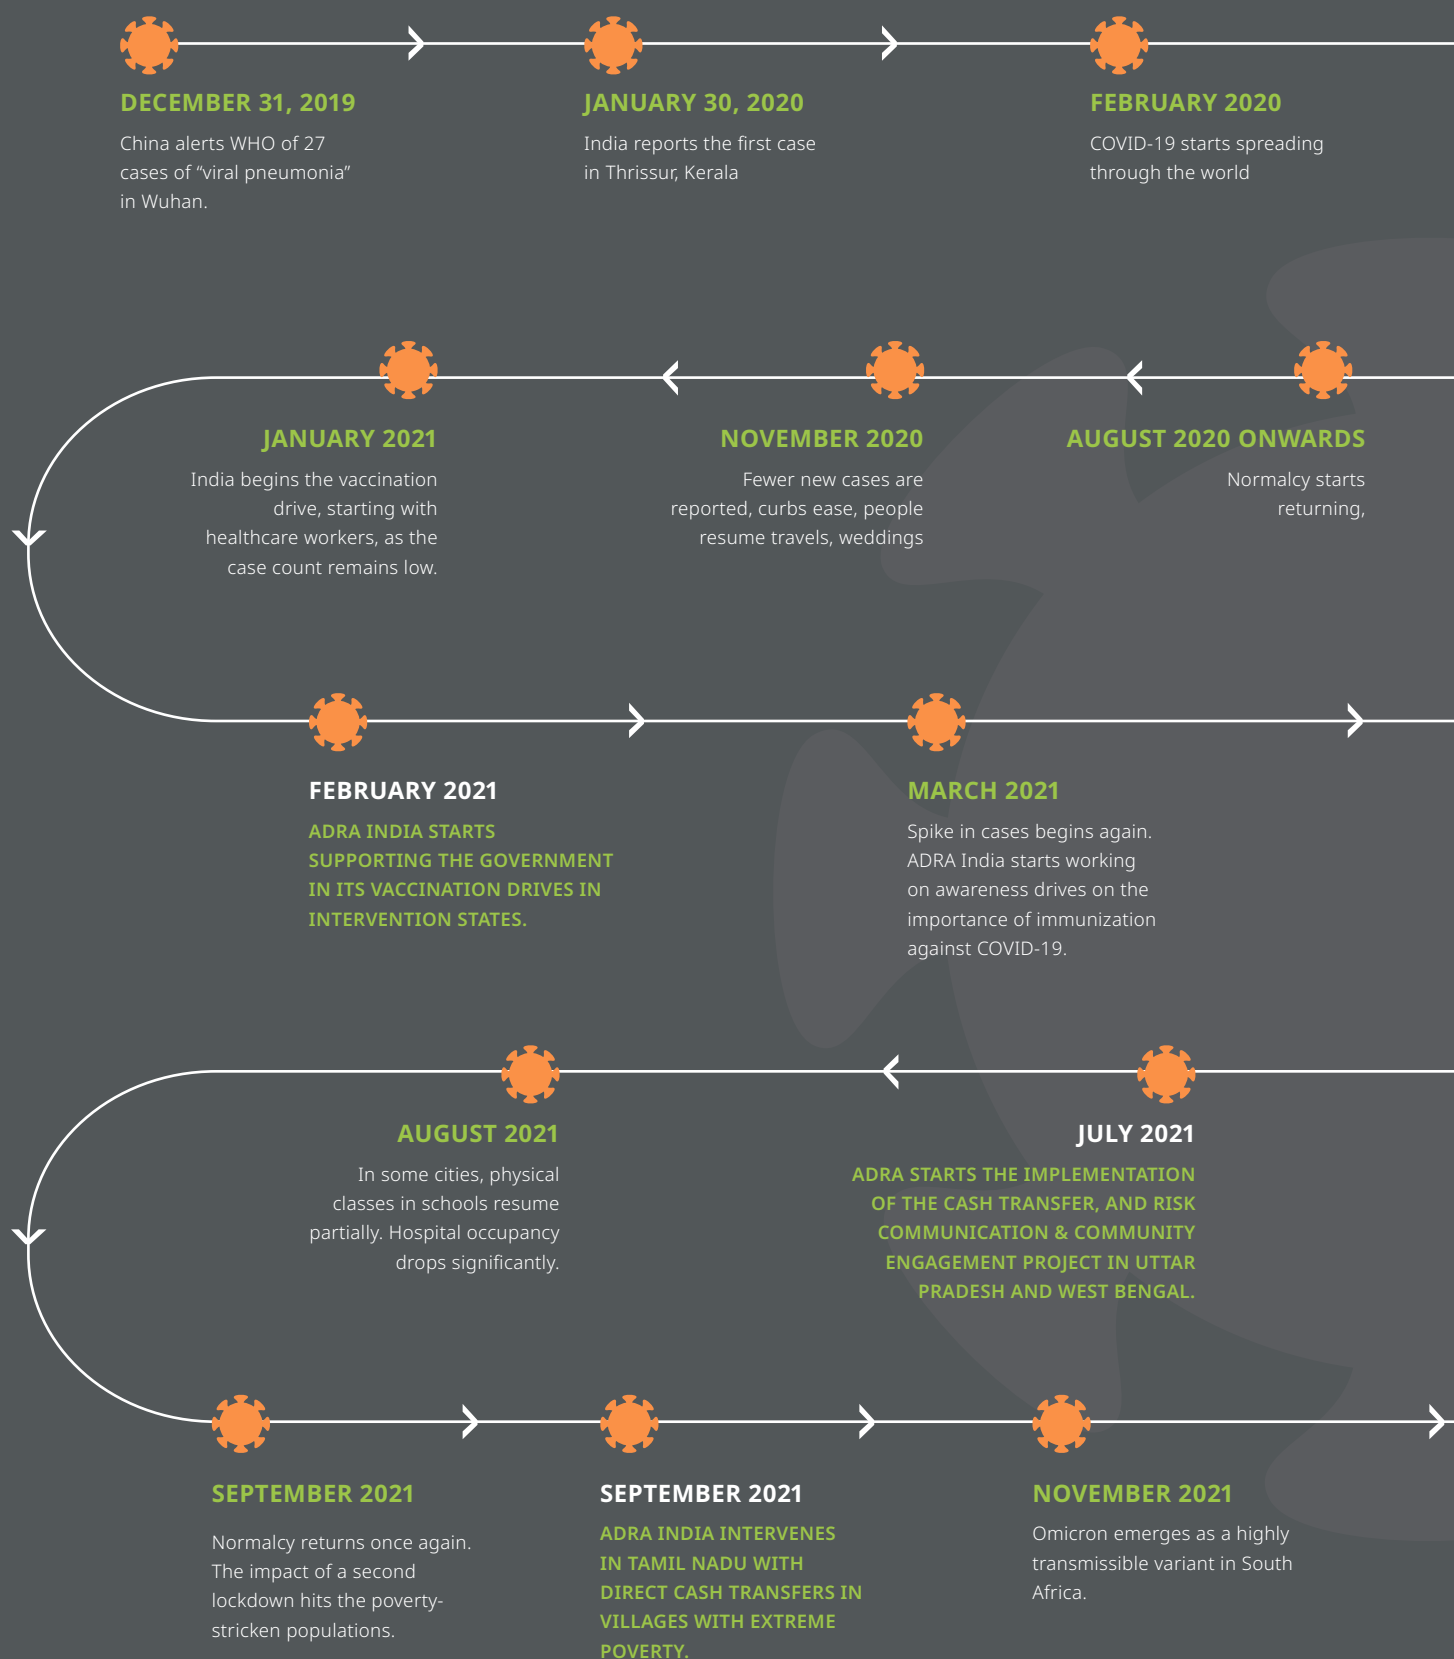 DECEMBER 31, 2019
China alerts WHO of 27
cases of “viral pneumonia”
in Wuhan.
JANUARY 30, 2020
India reports the first case
in Thrissur, Kerala
FEBRUARY 2020
COVID-19 starts spreading
through the world
AUGUST 2020 ONWARDS
Normalcy starts
returning,
NOVEMBER 2020
Fewer new cases are
reported, curbs ease, people
resume travels, weddings
JANUARY 2021
India begins the vaccination
drive, starting with
healthcare workers, as the
case count remains low.
FEBRUARY 2021
ADRA INDIA STARTS
SUPPORTING THE GOVERNMENT
IN ITS VACCINATION DRIVES IN
INTERVENTION STATES.
MARCH 2021
Spike in cases begins again.
ADRA India starts working
on awareness drives on the
importance of immunization
against COVID-19.
JULY 2021
ADRA STARTS THE IMPLEMENTATION
OF THE CASH TRANSFER, AND RISK
COMMUNICATION & COMMUNITY
ENGAGEMENT PROJECT IN UTTAR
PRADESH AND WEST BENGAL.
AUGUST 2021
In some cities, physical
classes in schools resume
partially. Hospital occupancy
drops significantly.
SEPTEMBER 2021
Normalcy returns once again.
The impact of a second
lockdown hits the poverty-
stricken populations.
SEPTEMBER 2021
ADRA INDIA INTERVENES
IN TAMIL NADU WITH
DIRECT CASH TRANSFERS IN
VILLAGES WITH EXTREME
POVERTY.
NOVEMBER 2021
Omicron emerges as a highly
transmissible variant in South
Africa.